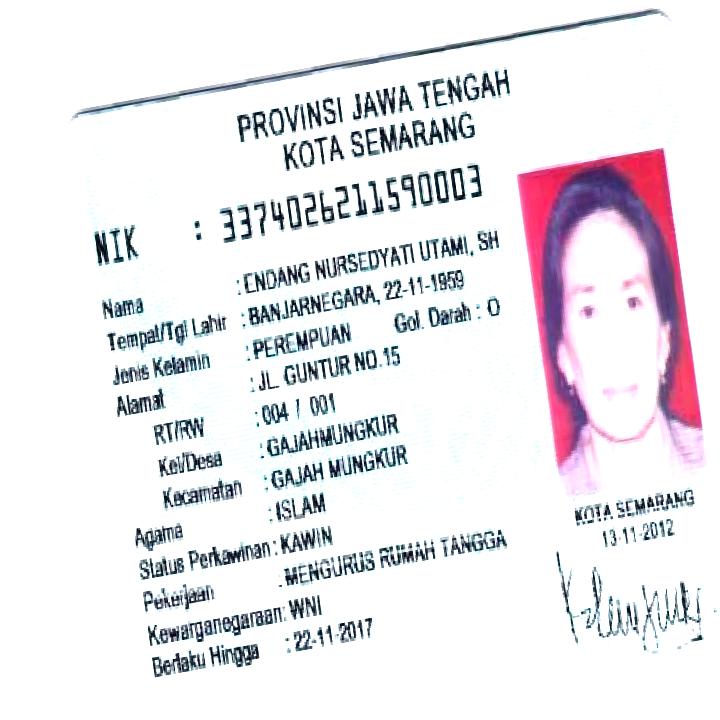 PROVINSI JAWA TENGAH
KOTA SEMARANG
NIK : 3374026211590003
Nama : ENDANG NURSEDYATI UTAMI, SH
Tempat/Tgl Lahir : BANJARNEGARA, 22-11-1959
Jenis Kelamin : PEREMPUAN Gol. Darah : O
Alamat : JL. GUNTUR NO.15
RT/RW : 004 / 001
Kel/Desa : GAJAHMUNGKUR
Kecamatan : GAJAH MUNGKUR
Agama : ISLAM
Status Perkawinan : KAWIN
Pekerjaan : MENGURUS RUMAH TANGGA
Kewarganegaraan : WNI
Berlaku Hingga : 22-11-2017
KOTA SEMARANG
13-11-2012